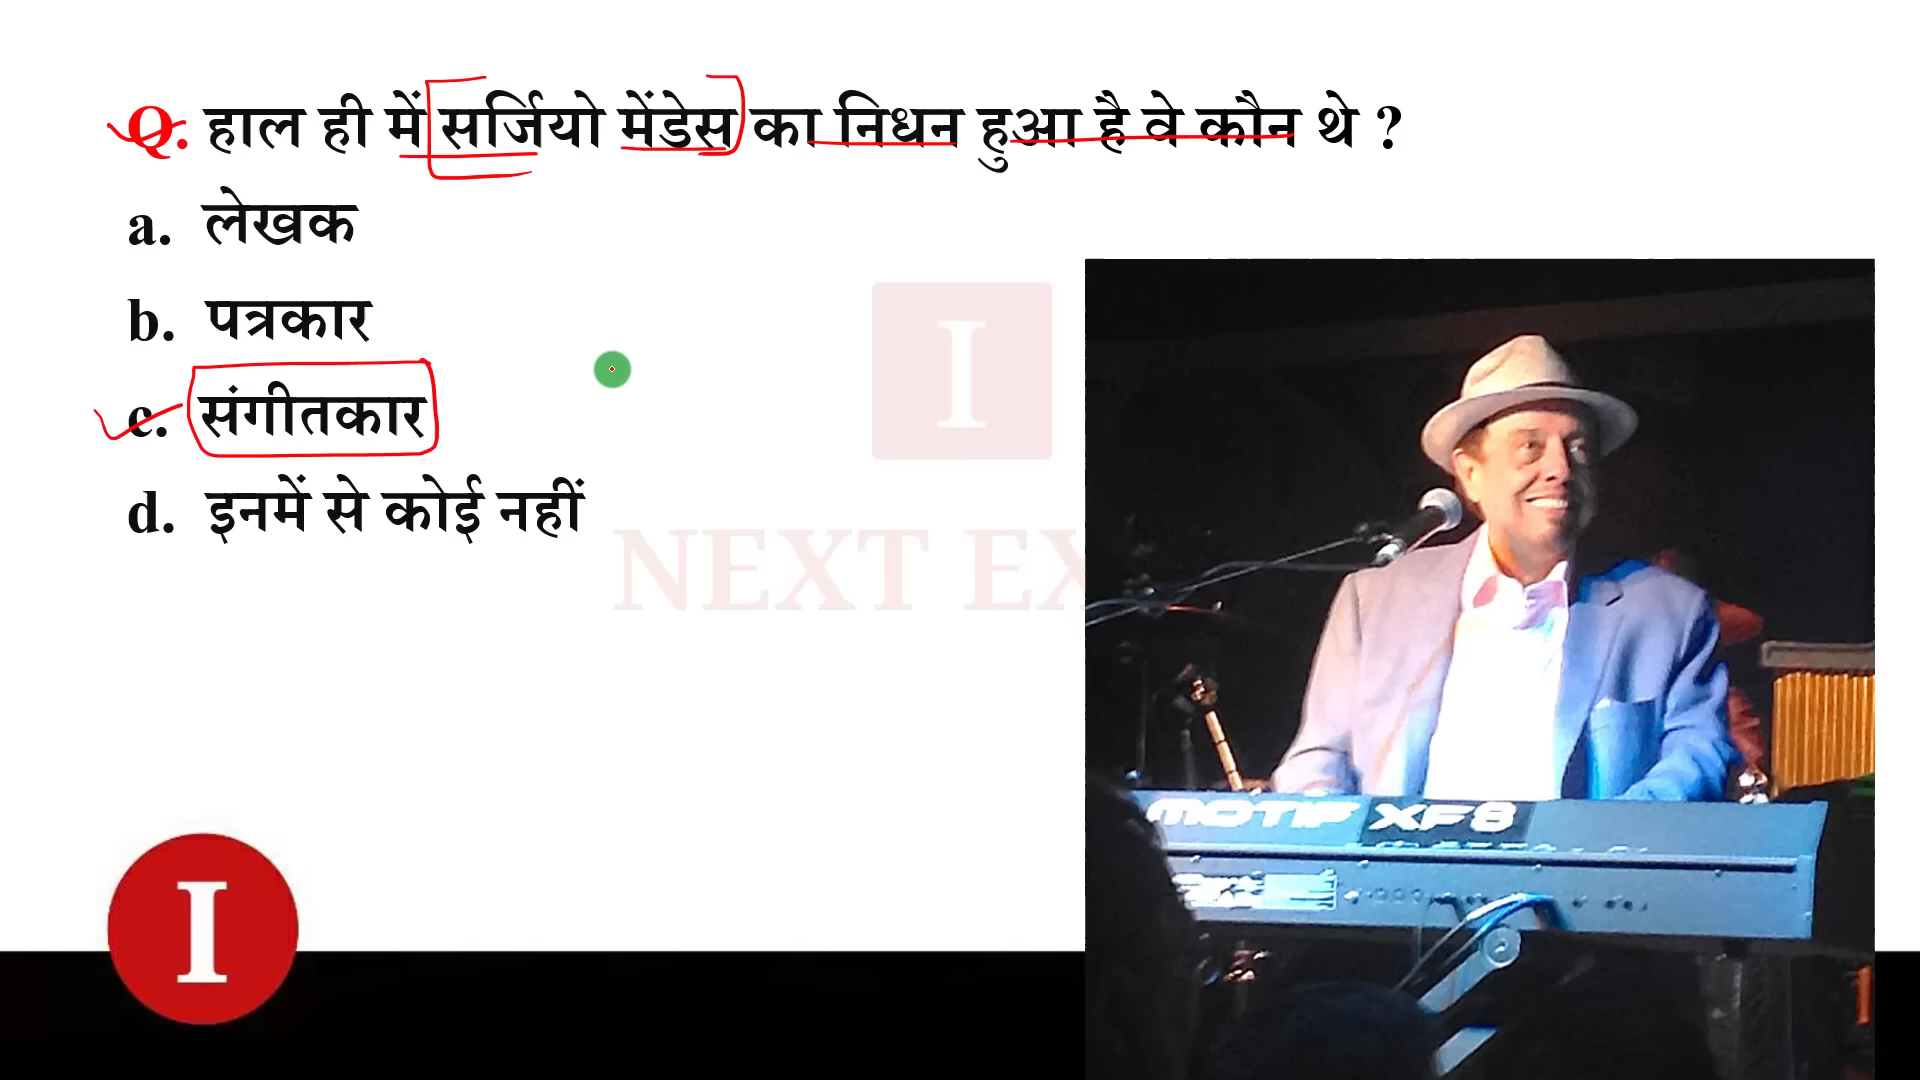 Q. हाल ही में सर्जियो मेंडेस का निधन हुआ है वे कौन थे ?
a. लेखक
b. पत्रकार
c. संगीतकार
d. इनमें से कोई नहीं
I
NEXT EX
MOTIF XF8
I